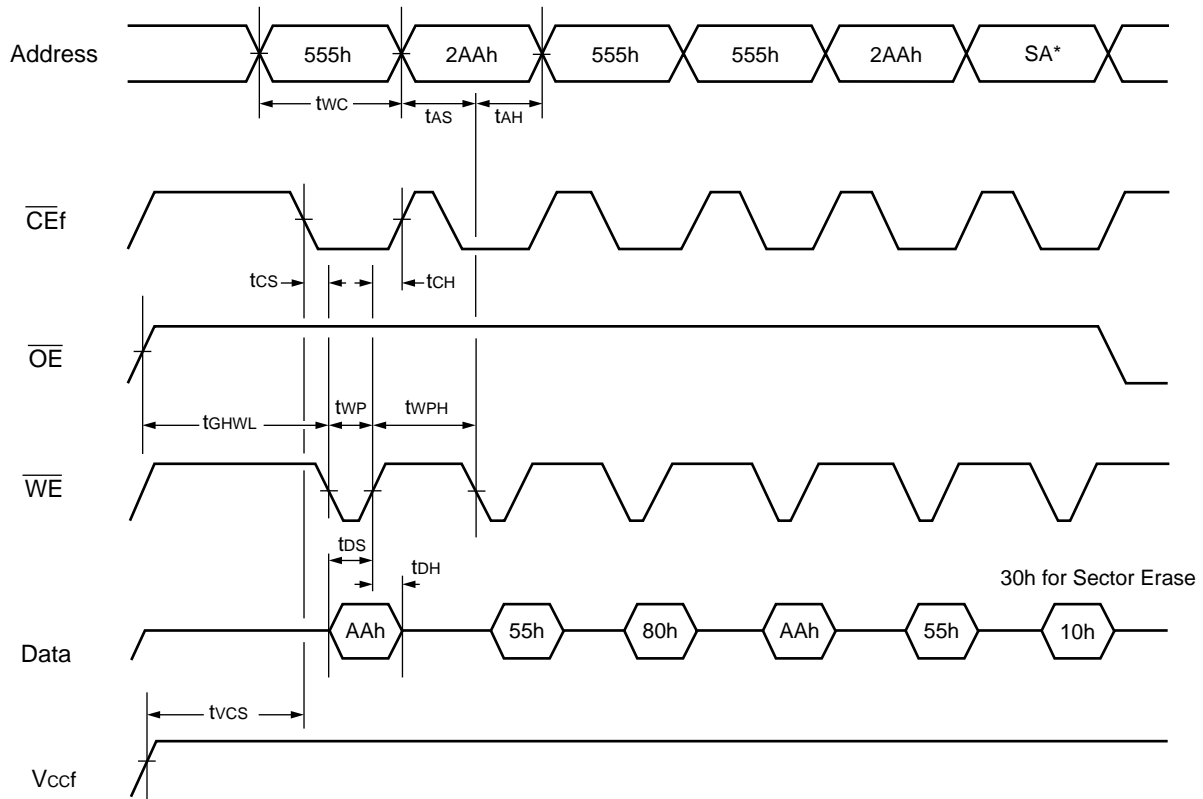 Address
555h 2AAh 555h 555h 2AAh SA*
tWC tAS tAH
CEf
tCS tCH
OE
tGHWL tWP tWPH
WE
tDS
tDH
30h for Sector Erase
Data
AAh 55h 80h AAh 55h 10h
tVCS
VCCf